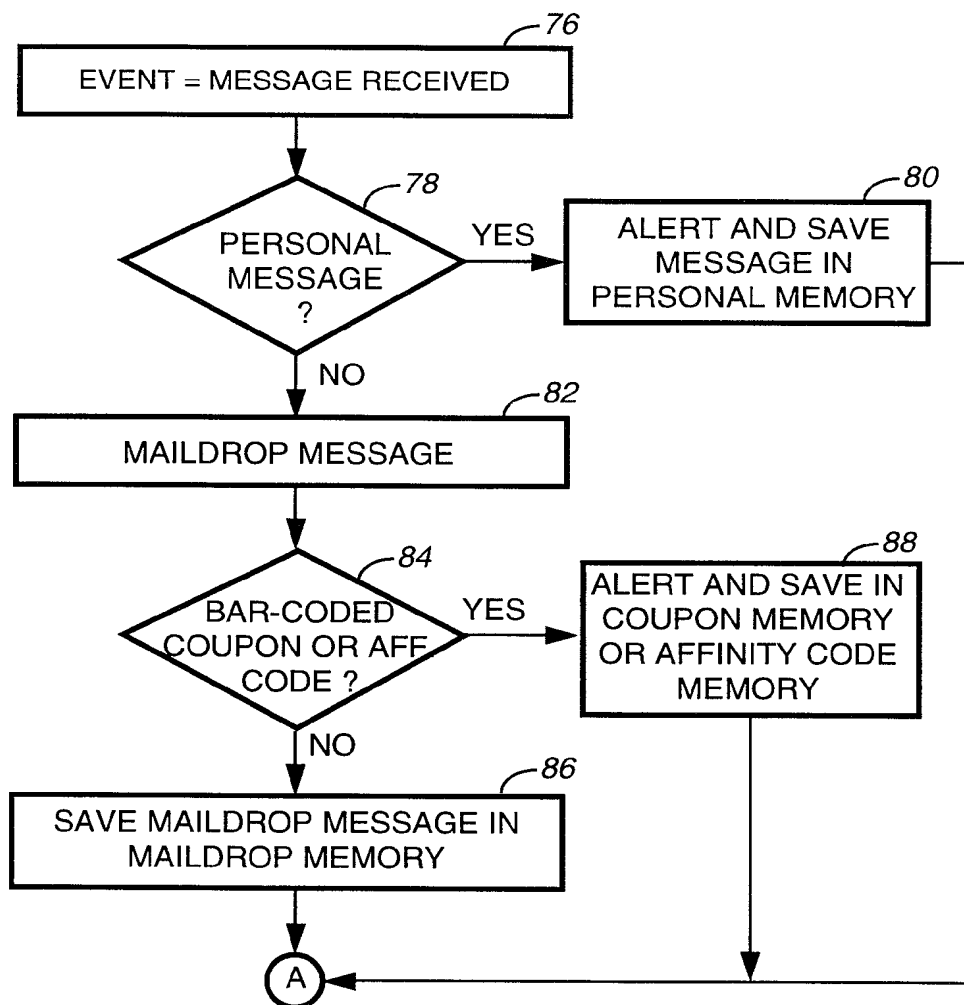 76
EVENT = MESSAGE RECEIVED
78
PERSONAL
MESSAGE
?
YES
80
ALERT AND SAVE
MESSAGE IN
PERSONAL MEMORY
NO
82
MAILDROP MESSAGE
84
BAR-CODED
COUPON OR AFF
CODE ?
YES
88
ALERT AND SAVE IN
COUPON MEMORY
OR AFFINITY CODE
MEMORY
NO
86
SAVE MAILDROP MESSAGE IN
MAILDROP MEMORY
A